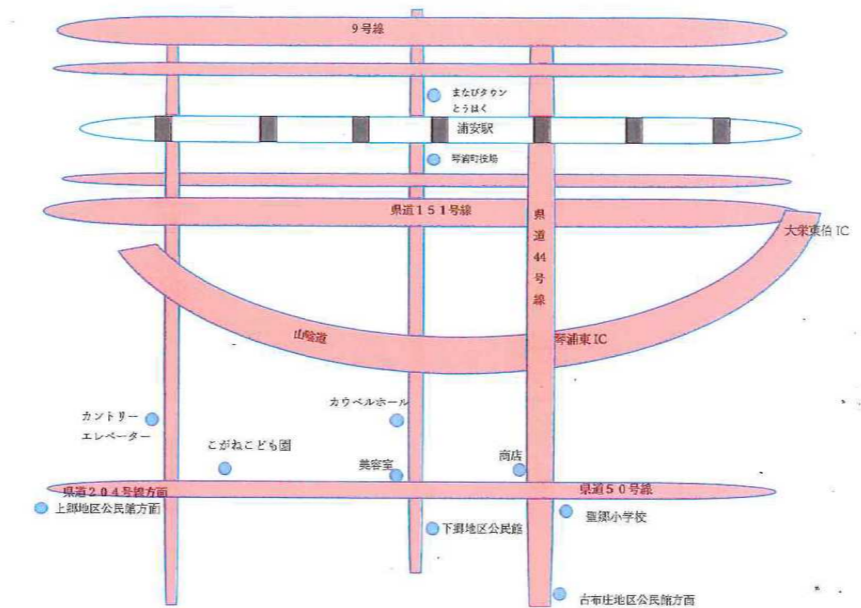 9号線
まなびタウン
とうはく
浦安駅
琴浦町役場
県道151号線
県道44号線
大栄東伯IC
山陰道
琴浦東IC
カウベルホール
カントリー
エレベーター
こがねこども園
美容室
商店
県道204号線方面
県道50号線
上郷地区公民館方面
聖郷小学校
下郷地区公民館
古布庄地区公民館方面